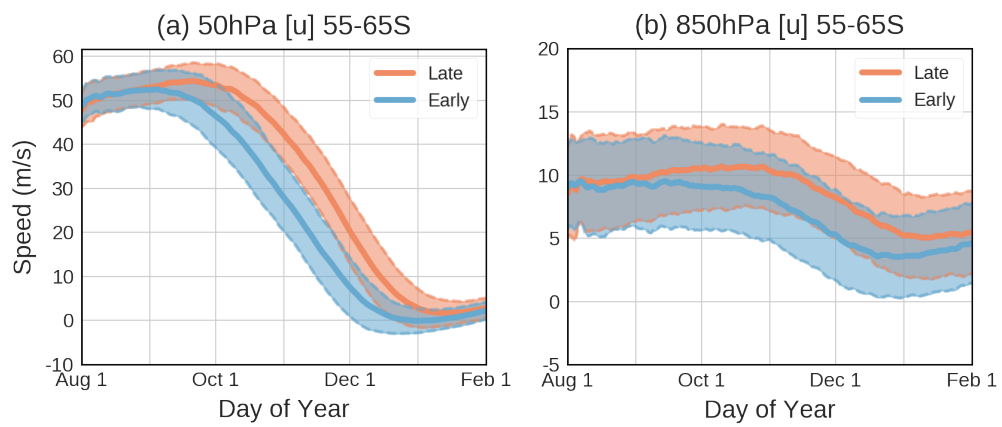 (a) 50hPa [u] 55-65S
60
50
40
30
20
10
0
-10
Speed (m/s)
Late
Early
Aug 1 Oct 1 Dec 1 Feb 1
Day of Year
(b) 850hPa [u] 55-65S
20
15
10
5
0
-5
Late
Early
Aug 1 Oct 1 Dec 1 Feb 1
Day of Year